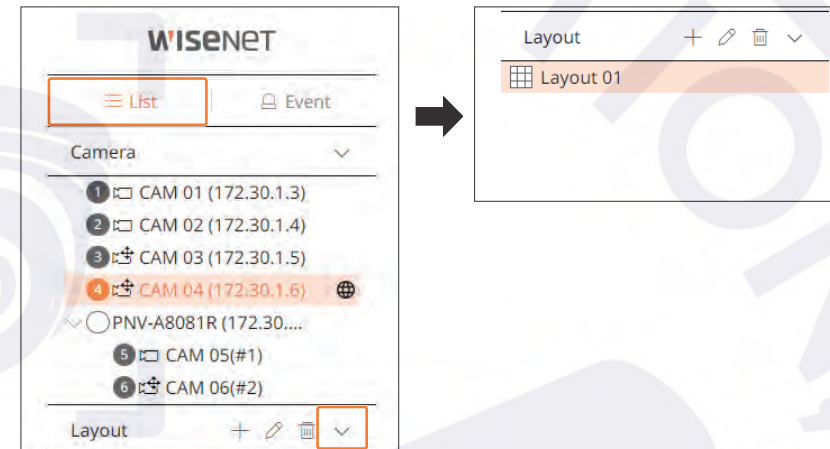 WISENET
List
Event
Camera
1 CAM 01 (172.30.1.3)
2 CAM 02 (172.30.1.4)
3 CAM 03 (172.30.1.5)
4 CAM 04 (172.30.1.6)
PNV-A8081R (172.30....
5 CAM 05(#1)
6 CAM 06(#2)
Layout
Layout
Layout 01